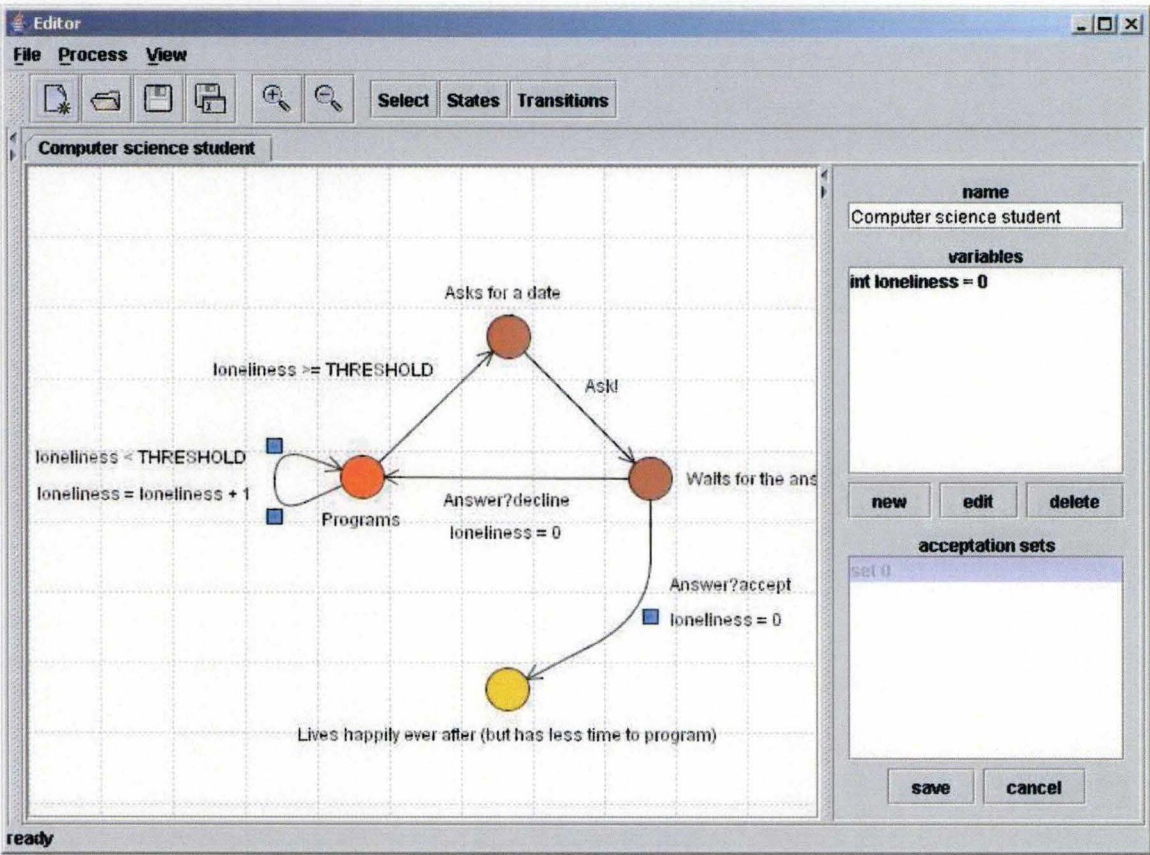 Editor
File Process View
Select States Transitions
Computer science student
name
Computer science student
variables
int loneliness = 0
Asks for a date
loneliness >= THRESHOLD
Ask!
loneliness < THRESHOLD
loneliness = loneliness + 1
Programs
Answer?decline
loneliness = 0
Waits for the ans
new edit delete
acceptation sets
set 0
Answer?accept
loneliness = 0
Lives happily ever after (but has less time to program)
save cancel
ready